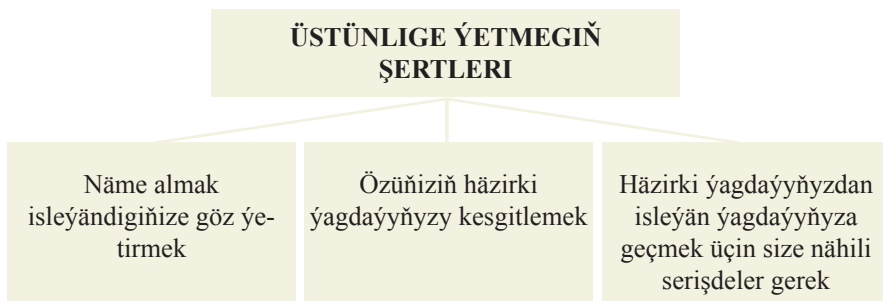 ÜSTÜNLIGE ÝETMEGIŇ
ŞERTLERI
Näme almak
isleýändigiňize göz ýe-
tirmek
Özüňiziň häzirki
ýagdaýyňyzy kesgitlemek
Häzirki ýagdaýyňyzdan
isleýän ýagdaýyňyza
geçmek üçin size nähili
serişdeler gerek